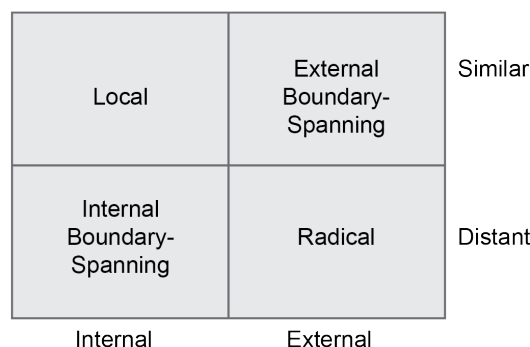 Local
External
Boundary-
Spanning
Similar
Internal
Boundary-
Spanning
Radical
Distant
Internal
External